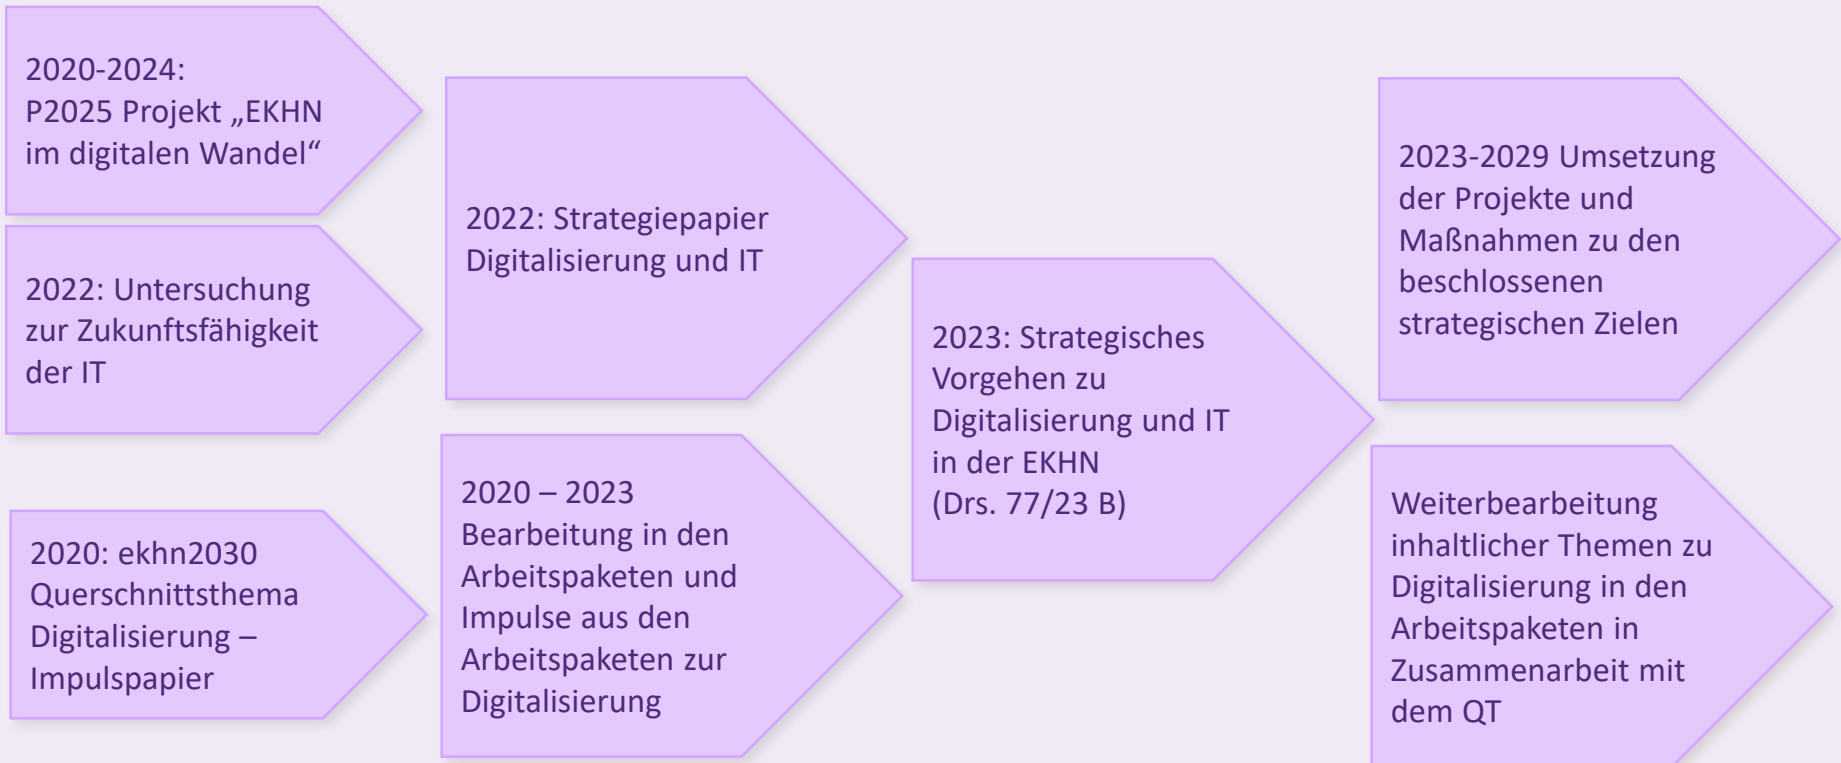 2020-2024:
P2025 Projekt „EKHN
im digitalen Wandel“
2022: Untersuchung
zur Zukunftsfähigkeit
der IT
2020: ekhn2030
Querschnittsthema
Digitalisierung –
Impulspapier
2022: Strategiepapier
Digitalisierung und IT
2020 – 2023
Bearbeitung in den
Arbeitspaketen und
Impulse aus den
Arbeitspaketen zur
Digitalisierung
2023: Strategisches
Vorgehen zu
Digitalisierung und IT
in der EKHN
(Drs. 77/23 B)
2023-2029 Umsetzung
der Projekte und
Maßnahmen zu den
beschlossenen
strategischen Zielen
Weiterbearbeitung
inhaltlicher Themen zu
Digitalisierung in den
Arbeitspaketen in
Zusammenarbeit mit
dem QT